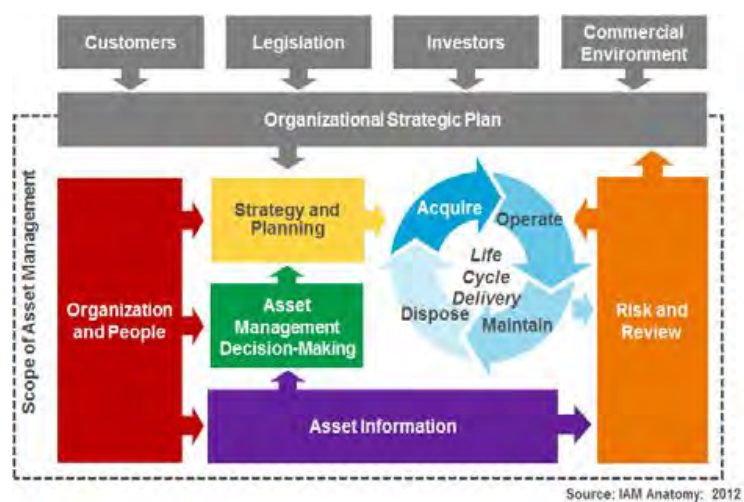 Customers
Legislation
Investors
Commercial
Environment
Organizational Strategic Plan
Scope of Asset Management
Organization
and People
Strategy and
Planning
Asset
Management
Decision-Making
Acquire
Operate
Life
Cycle
Delivery
Dispose
Maintain
Risk and
Review
Asset Information
Source: IAM Anatomy: 2012